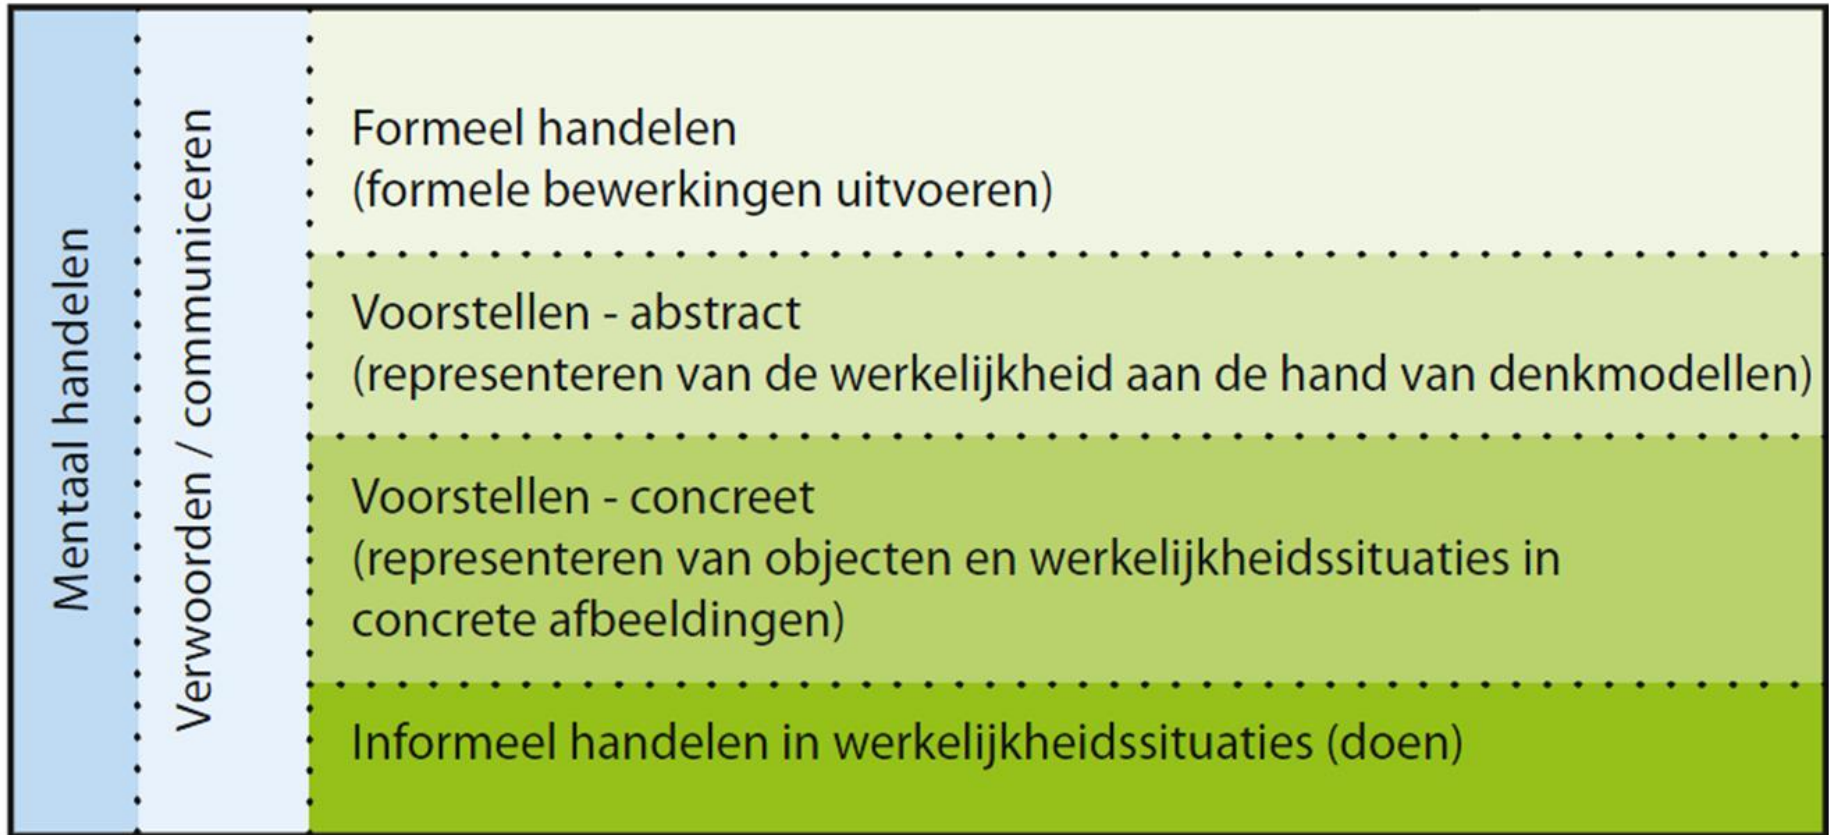 Mentaal handelen
Verwoorden / communiceren
Formeel handelen
(formele bewerkingen uitvoeren)
Voorstellen - abstract
(representeren van de werkelijkheid aan de hand van denkmodellen)
Voorstellen - concreet
(representeren van objecten en werkelijkheidssituaties in
concrete afbeeldingen)
Informeel handelen in werkelijkheidssituaties (doen)